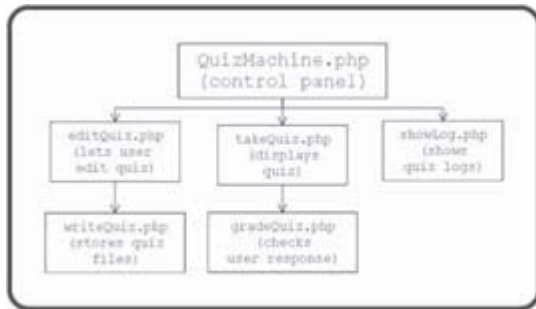 QuizMachine.php
(control panel)
editQuiz.php
(lets user
edit quiz)
takeQuiz.php
(displays
quiz)
showLog.php
(shows
quiz logs)
writeQuiz.php
(stores quiz
files)
gradeQuiz.php
(checks
user response)